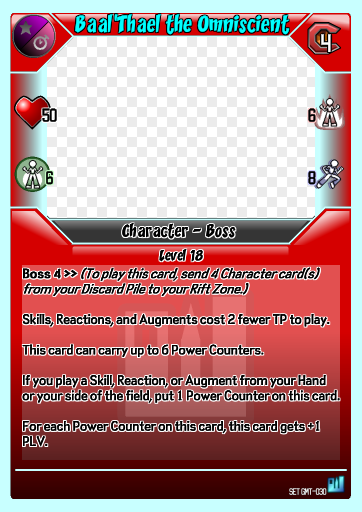 Baal'Thael the Omniscient
4
50
6
6
8
Character - Boss
Level 18
Boss 4 >> (To play this card, send 4 Character card(s)
from your Discard Pile to your Rift Zone.)
Skills, Reactions, and Augments cost 2 fewer TP to play.
This card can carry up to 6 Power Counters.
If you play a Skill, Reaction, or Augment from your Hand
or your side of the field, put 1 Power Counter on this card.
For each Power Counter on this card, this card gets +1
PLV.
SET GMT-030